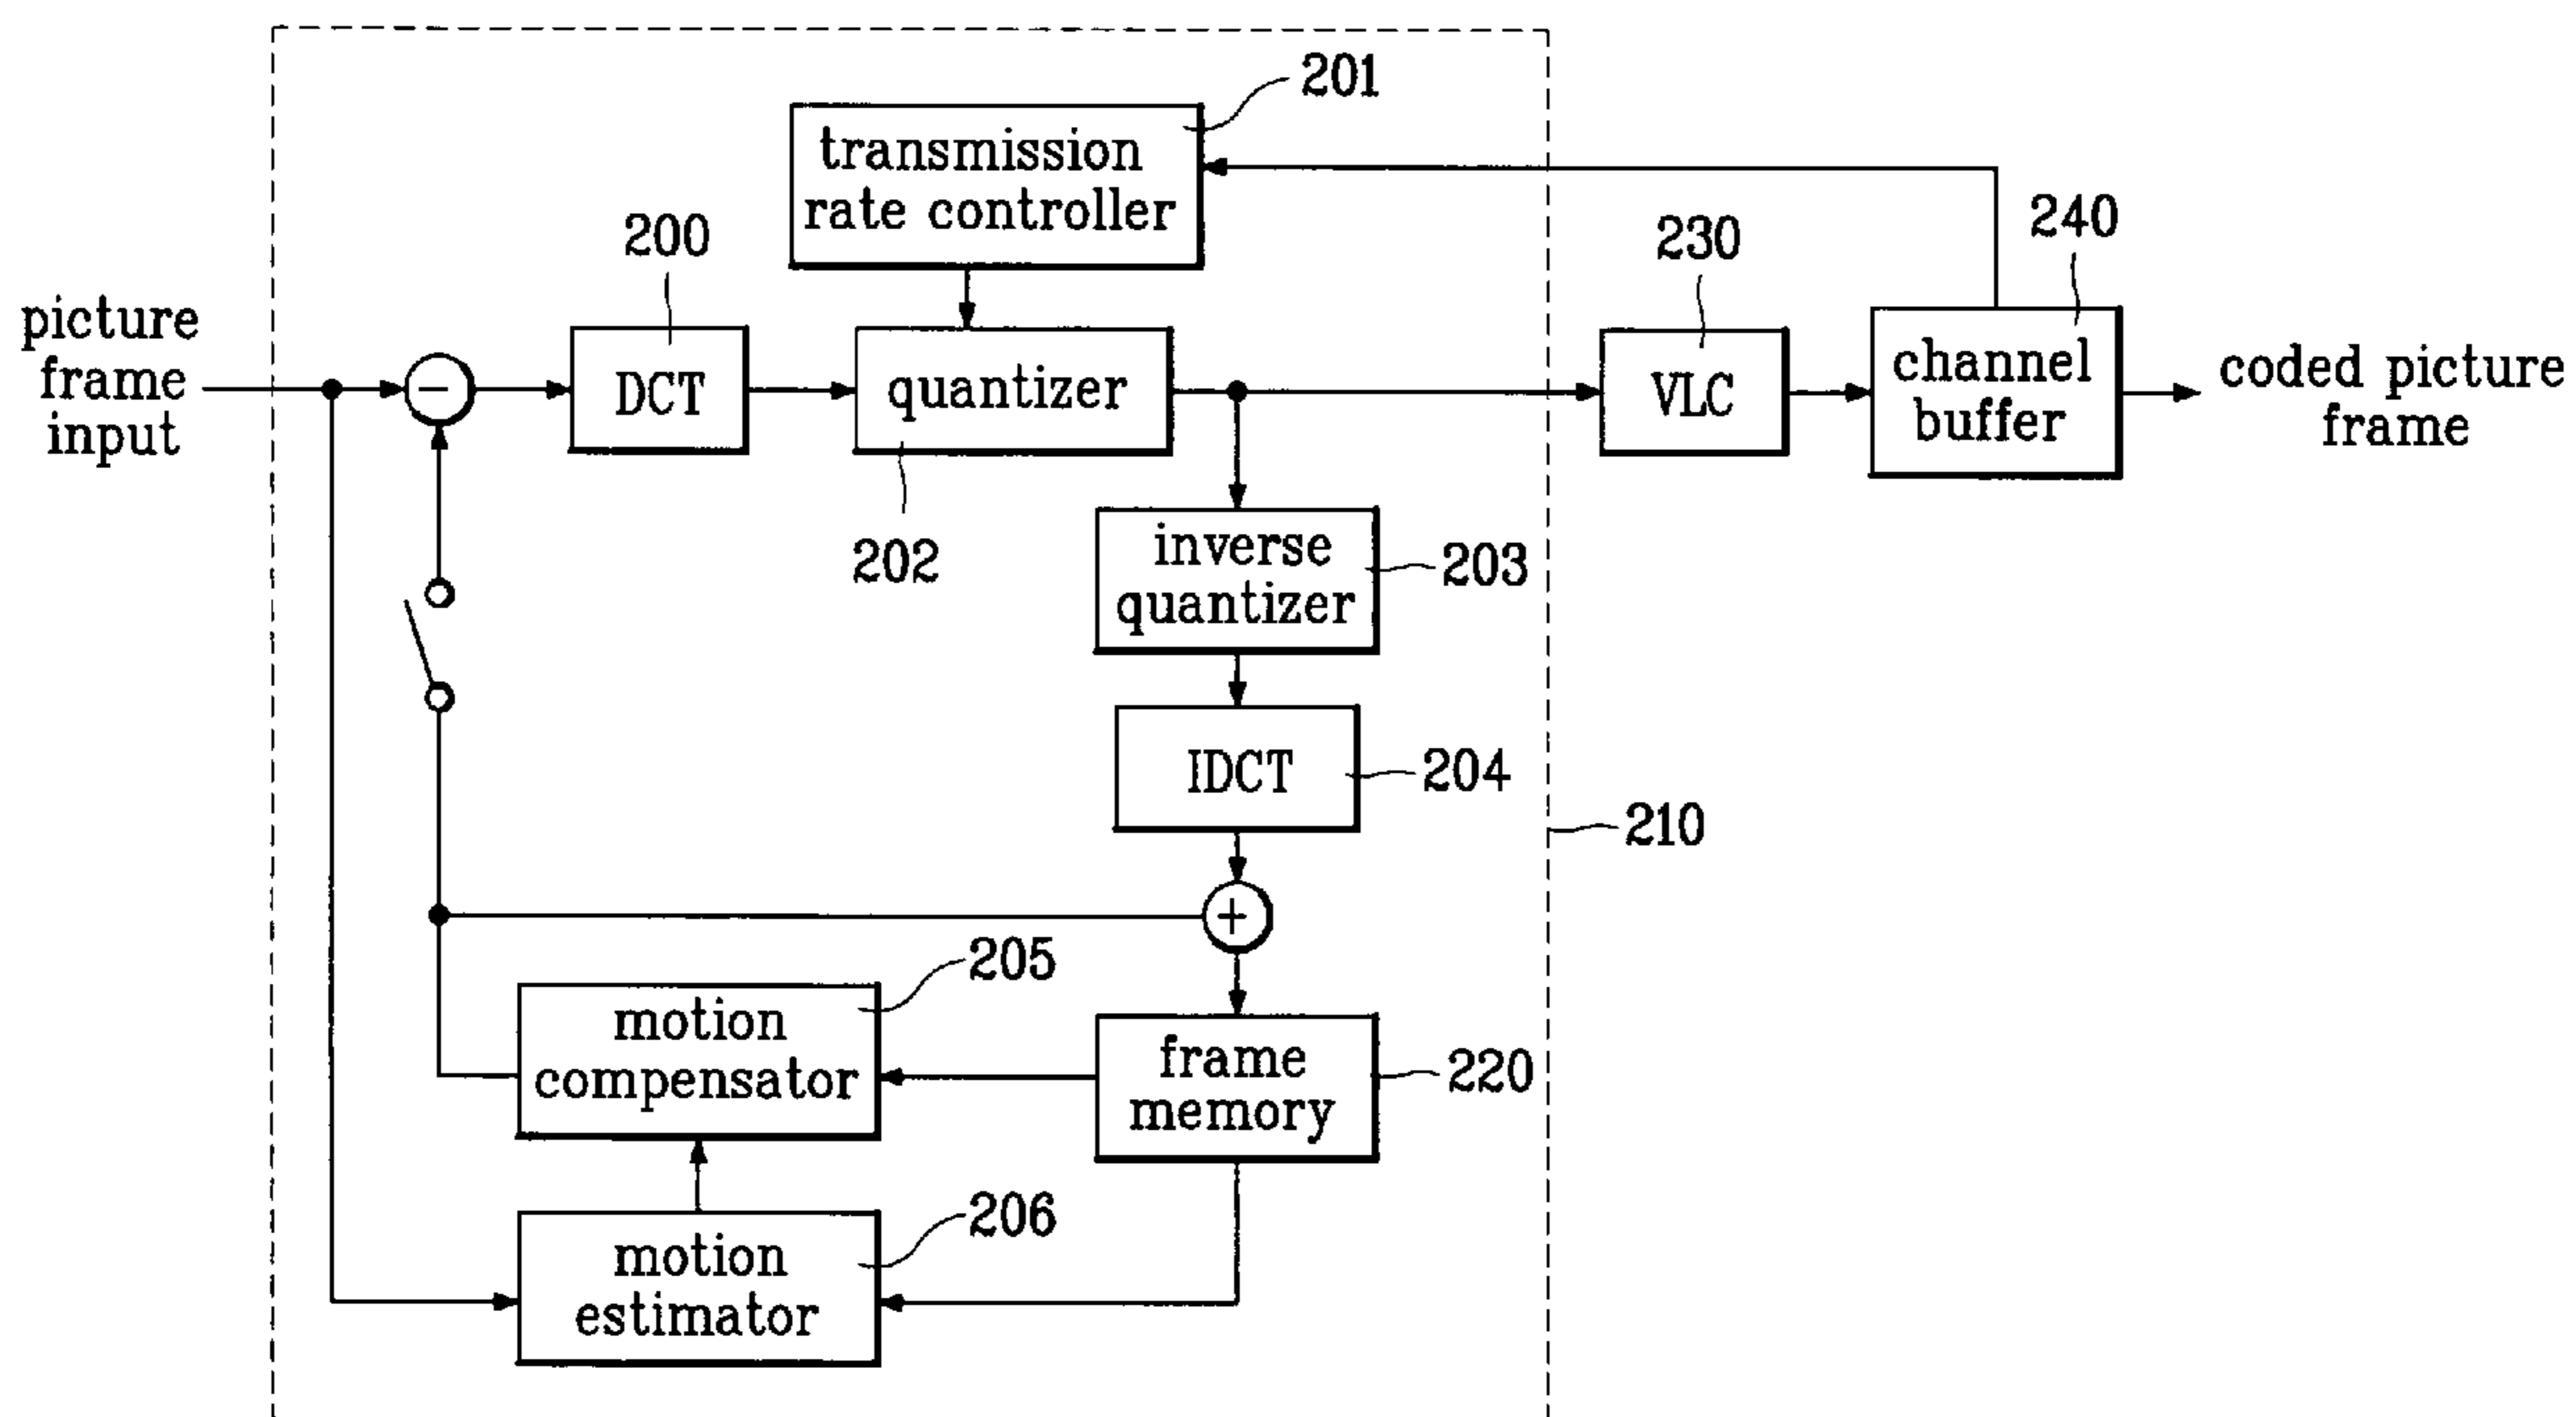 201
transmission
rate controller
200
230
240
picture
frame
input
−
DCT
quantizer
VLC
channel
buffer
coded picture
frame
202
inverse
quantizer
203
IDCT
204
210
+
205
motion
compensator
frame
memory
220
206
motion
estimator